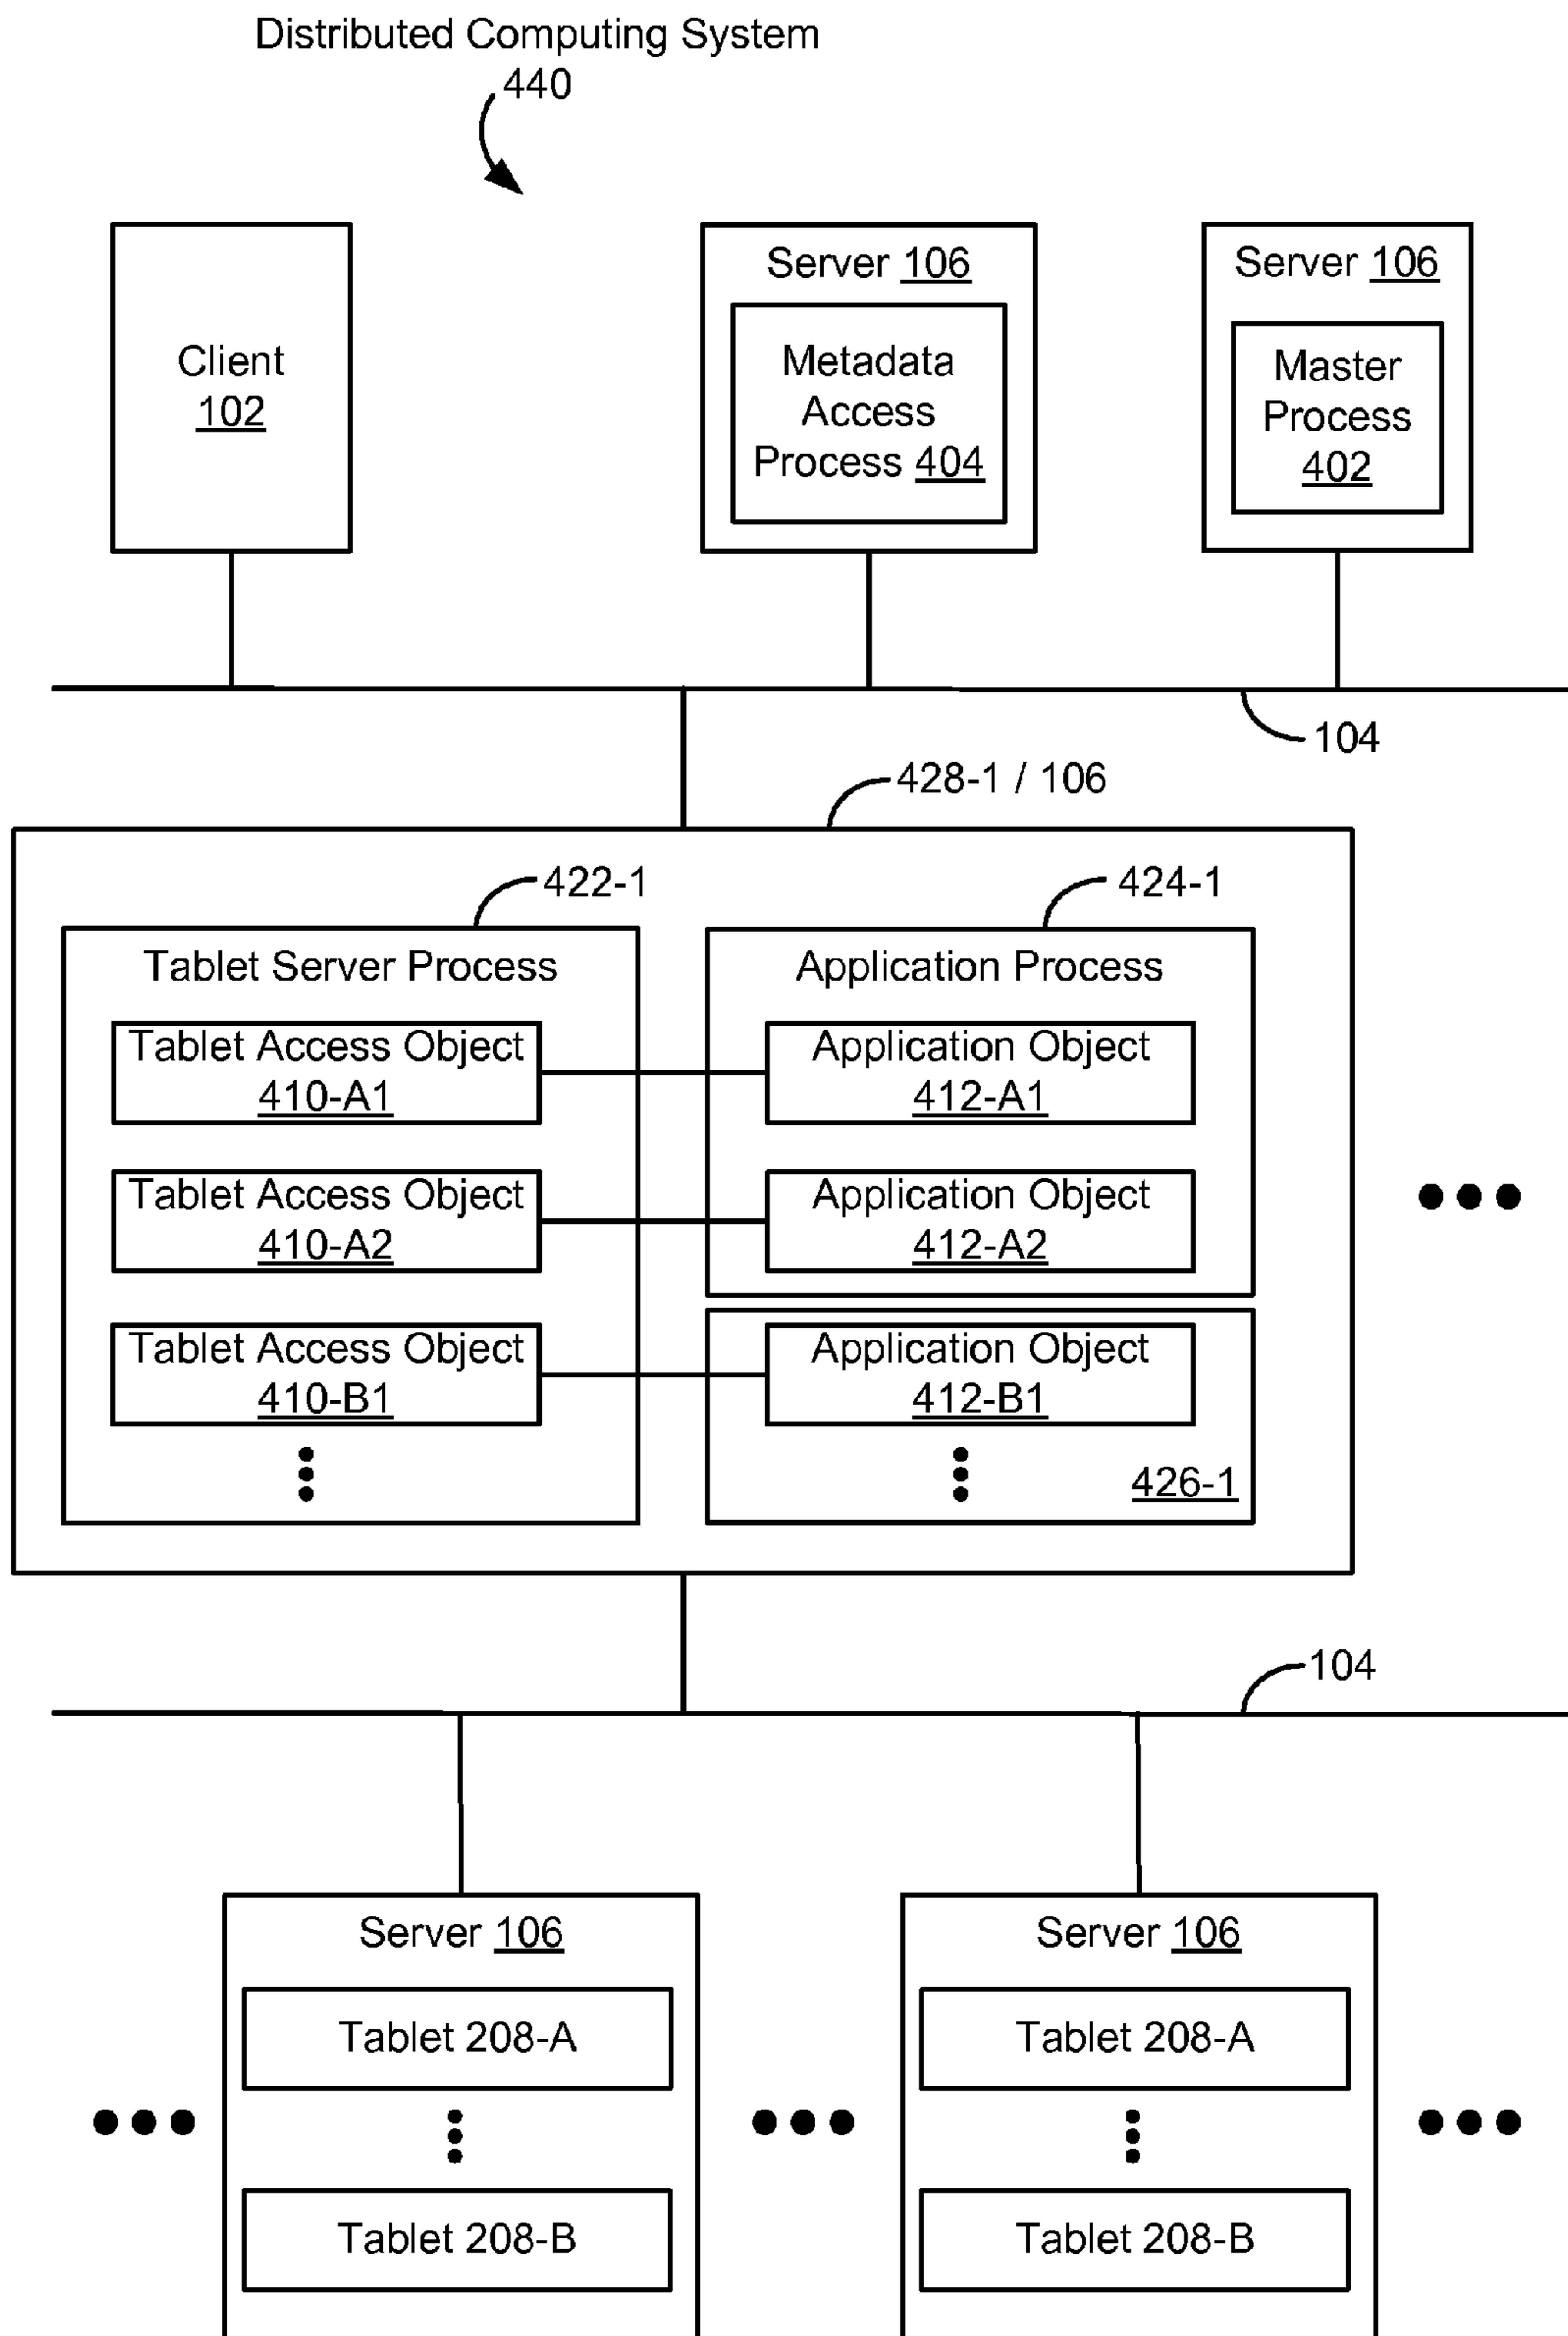 Distributed Computing System
440
Client
102
Server 106
Metadata
Access
Process 404
Server 106
Master
Process
402
104
428-1 / 106
422-1
424-1
Tablet Server Process
Tablet Access Object
410-A1
Tablet Access Object
410-A2
Tablet Access Object
410-B1
Application Process
Application Object
412-A1
Application Object
412-A2
Application Object
412-B1
426-1
104
Server 106
Tablet 208-A
Tablet 208-B
Server 106
Tablet 208-A
Tablet 208-B